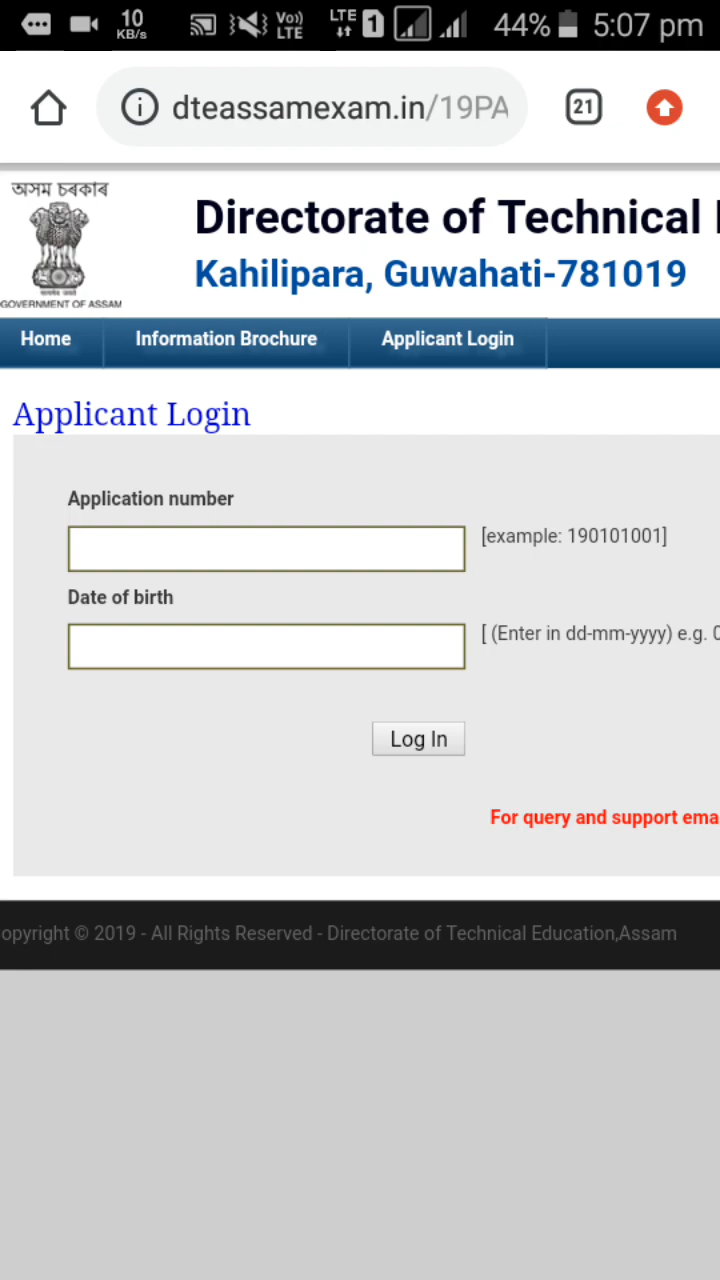 10
KB/s
Vo))
LTE
LTE
1
44%
5:07 pm
dteassamexam.in/19PA
21
অসম চৰকাৰ
GOVERNMENT OF ASSAM
Directorate of Technical
Kahilipara, Guwahati-781019
Home
Information Brochure
Applicant Login
Applicant Login
Application number
[example: 190101001]
Date of birth
[ (Enter in dd-mm-yyyy) e.g. 0
Log In
For query and support ema
opyright © 2019 - All Rights Reserved - Directorate of Technical Education,Assam